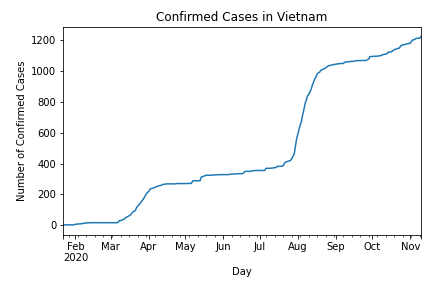 Confirmed Cases in Vietnam
Number of Confirmed Cases
1200
1000
800
600
400
200
0
Feb Mar Apr May Jun Jul Aug Sep Oct Nov
2020
Day